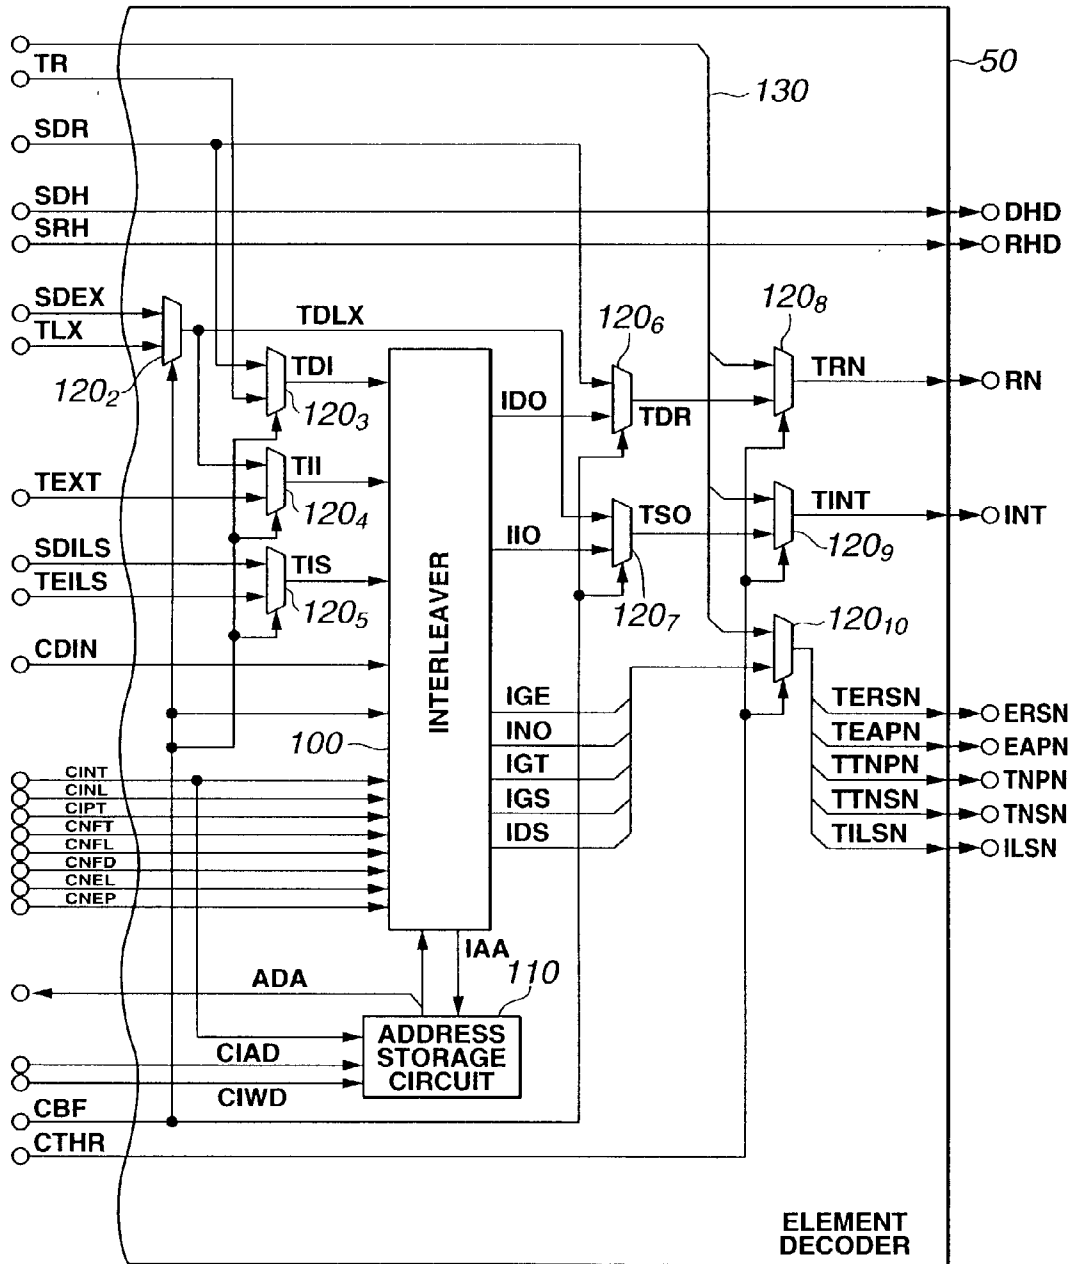 50
TR
130
SDR
SDH
DHD
SRH
RHD
SDEX
TDLX
120₆
120₈
TLX
120₂
TDI
120₃
IDO
TDR
TRN
RN
TII
TEXT
120₄
TSO
TINT
INT
IIO
120₉
SDILS
TIS
TEILS
120₅
120₇
120₁₀
CDIN
INTERLEAVER
IGE
TERSN
ERSN
100
INO
TEAPN
EAPN
IGT
TTNPN
TNPN
IGS
TTNSN
TNSN
IDS
TILSN
ILSN
CINT
CINL
CIPT
CNFT
CNFL
CNFD
CNEL
CNEP
IAA
110
ADA
ADDRESS
STORAGE
CIRCUIT
CIAD
CIWD
CBF
CTHR
ELEMENT
DECODER